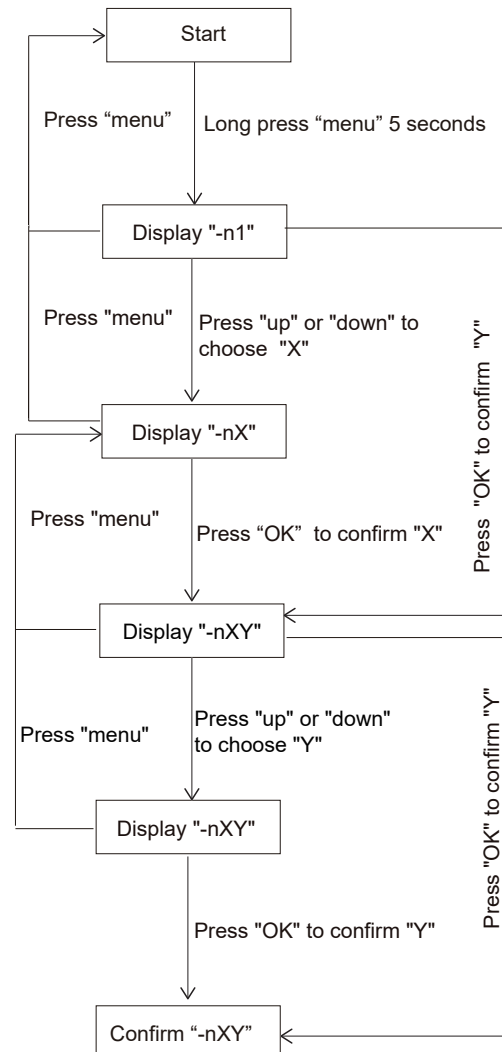 Start
Press “menu”
Long press “menu” 5 seconds
Display "-n1"
Press "menu"
Press "up" or "down" to
choose "X"
Press "OK" to confirm "Y"
Display "-nX"
Press "menu"
Press “OK” to confirm "X"
Display "-nXY"
Press "menu"
Press "up" or "down"
to choose "Y"
Press "OK" to confirm "Y"
Display "-nXY"
Press "OK" to confirm "Y"
Confirm “-nXY”